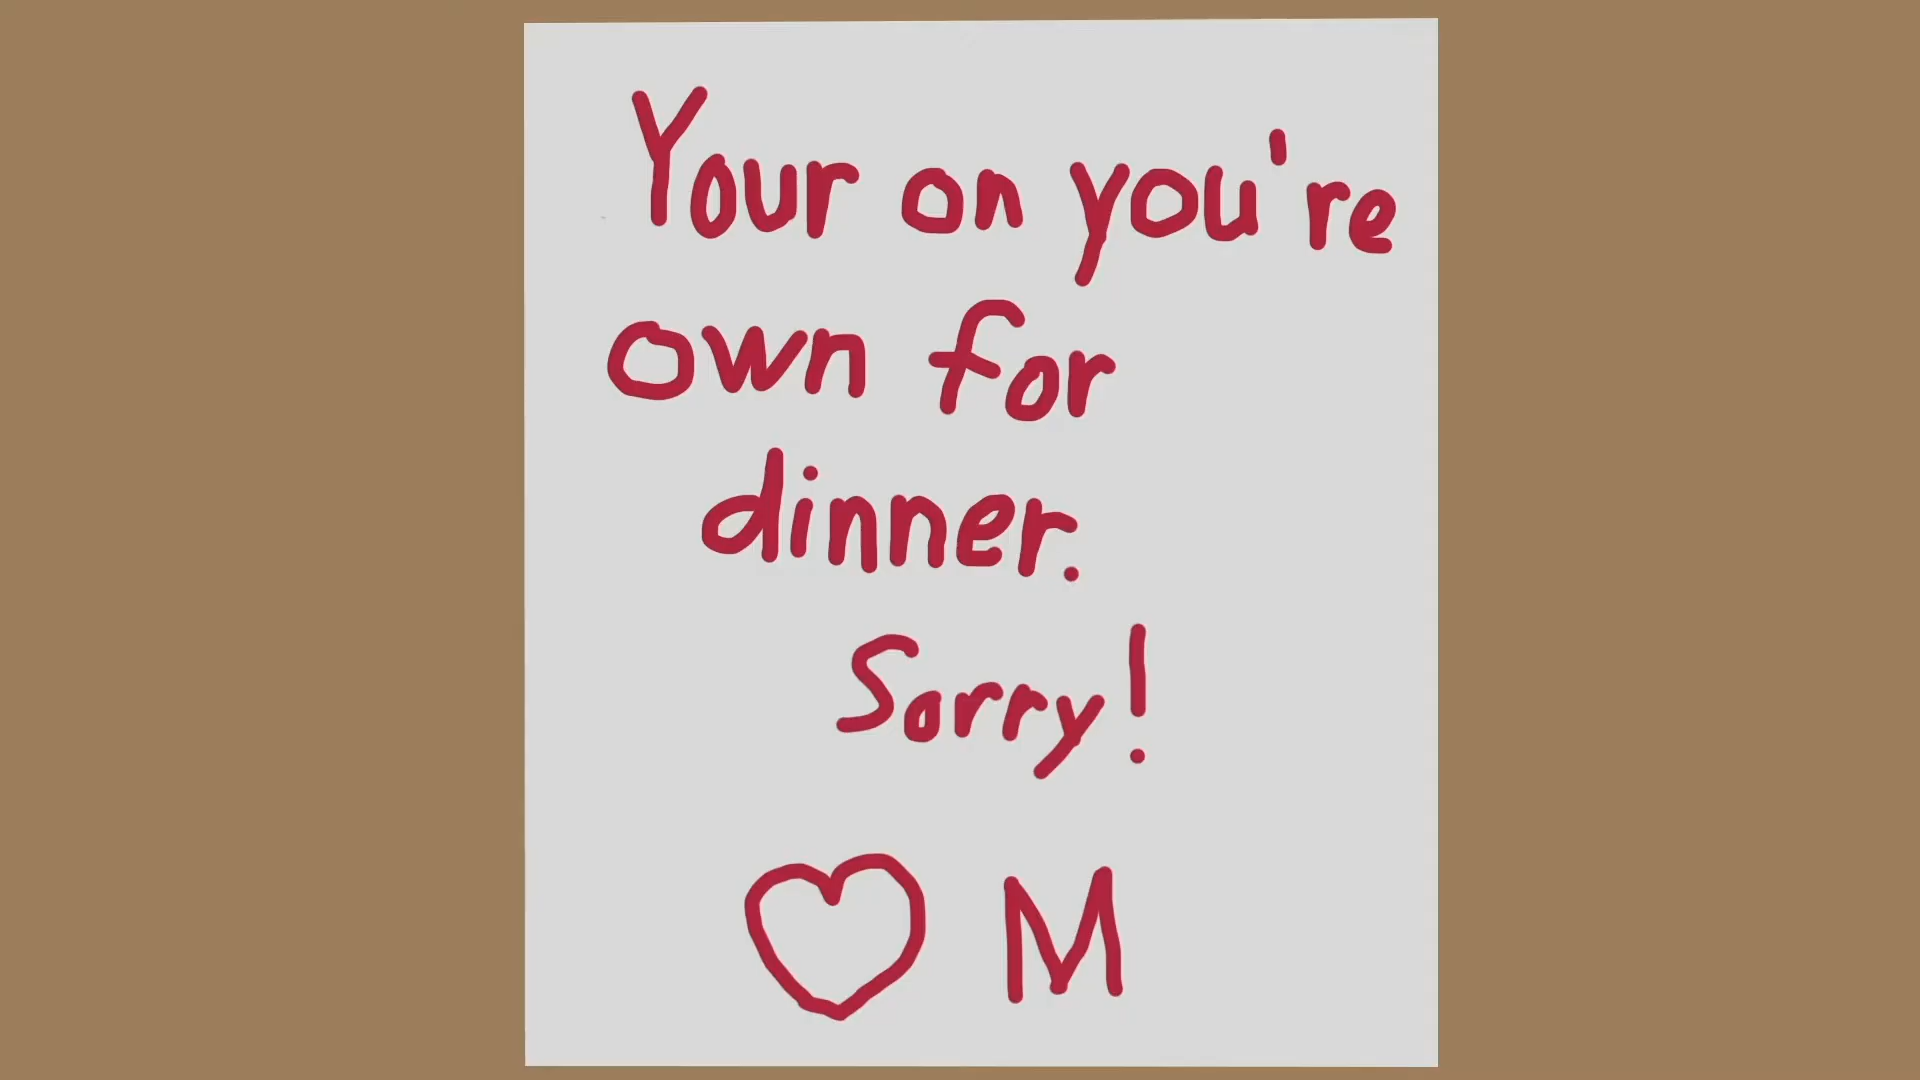 Your on you're
own for
dinner.
Sorry!
♡ M